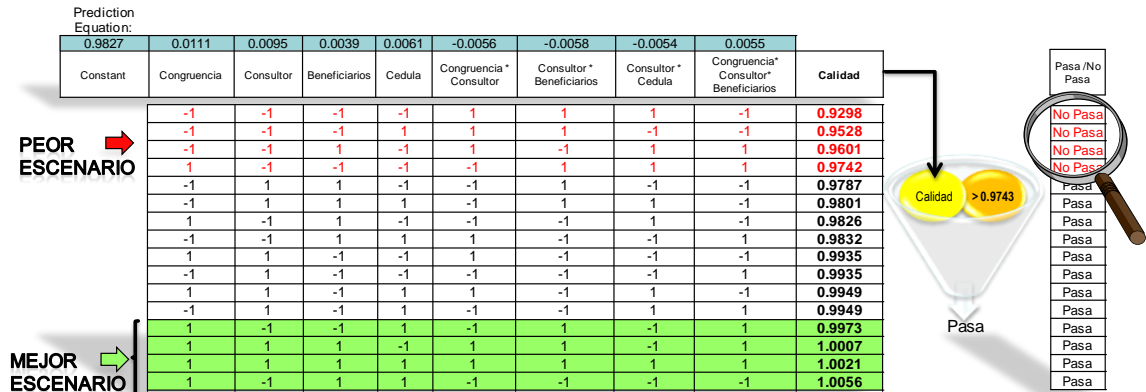 Prediction
Equation:
0.9827 0.0111 0.0095 0.0039 0.0061 -0.0056 -0.0058 -0.0054 0.0055
Constant Congruencia Consultor Beneficiarios Cedula Congruencia * Consultor Consultor * Beneficiarios Consultor * Cedula Congruencia* Consultor* Beneficiarios Calidad
Pasa /No
Pasa
-1 -1 -1 -1 1 1 1 -1 0.9298 No Pasa
-1 -1 -1 1 1 1 -1 -1 0.9528 No Pasa
PEOR
ESCENARIO
-1 -1 1 -1 1 -1 1 1 0.9601 No Pasa
1 -1 -1 -1 -1 1 1 1 0.9742 No Pasa
-1 1 1 -1 -1 1 -1 -1 0.9787 Pasa
-1 1 1 1 -1 1 1 -1 0.9801 Pasa
Calidad > 0.9743
1 -1 1 -1 -1 -1 1 -1 0.9826 Pasa
-1 -1 1 1 1 -1 -1 1 0.9832 Pasa
1 1 -1 -1 1 -1 -1 -1 0.9935 Pasa
-1 1 -1 -1 -1 -1 -1 1 0.9935 Pasa
1 1 -1 1 1 -1 1 -1 0.9949 Pasa
-1 1 -1 1 -1 -1 1 1 0.9949 Pasa
1 -1 -1 1 -1 1 -1 1 0.9973 Pasa
Pasa
1 1 1 -1 1 1 -1 1 1.0007 Pasa
MEJOR
ESCENARIO
1 1 1 1 1 1 1 1 1.0021 Pasa
1 -1 1 1 -1 -1 -1 -1 1.0056 Pasa